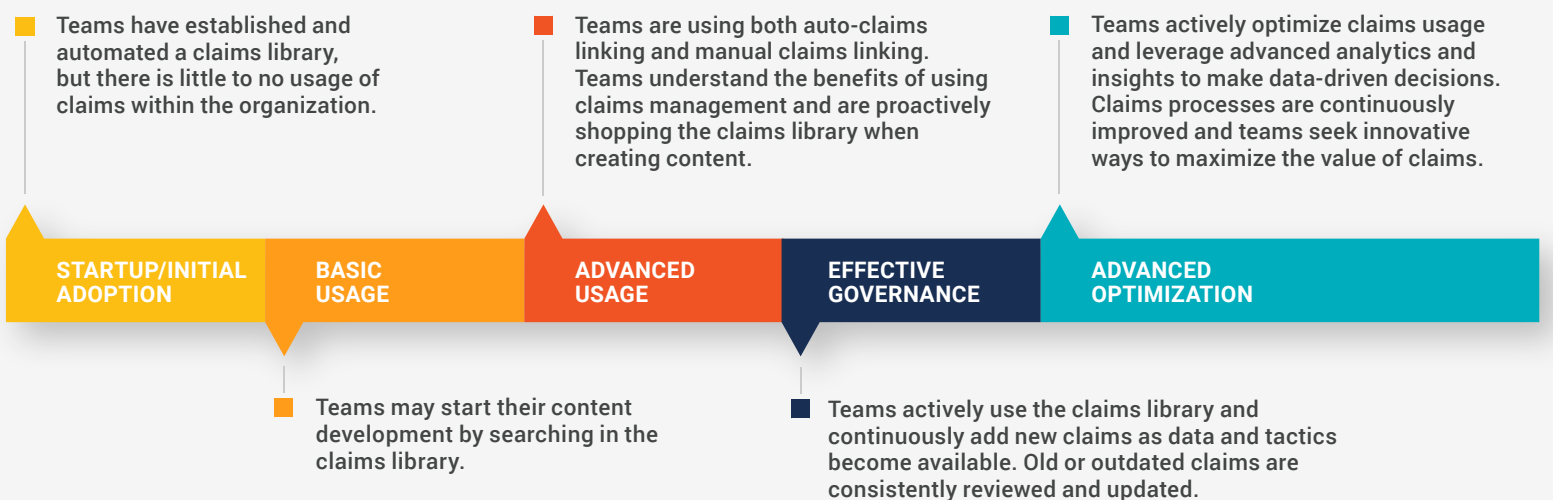 Teams have established and
automated a claims library,
but there is little to no usage of
claims within the organization.
Teams are using both auto-claims
linking and manual claims linking.
Teams understand the benefits of using
claims management and are proactively
shopping the claims library when
creating content.
Teams actively optimize claims usage
and leverage advanced analytics and
insights to make data-driven decisions.
Claims processes are continuously
improved and teams seek innovative
ways to maximize the value of claims.
STARTUP/INITIAL
ADOPTION
BASIC
USAGE
ADVANCED
USAGE
EFFECTIVE
GOVERNANCE
ADVANCED
OPTIMIZATION
Teams may start their content
development by searching in the
claims library.
Teams actively use the claims library and
continuously add new claims as data and tactics
become available. Old or outdated claims are
consistently reviewed and updated.